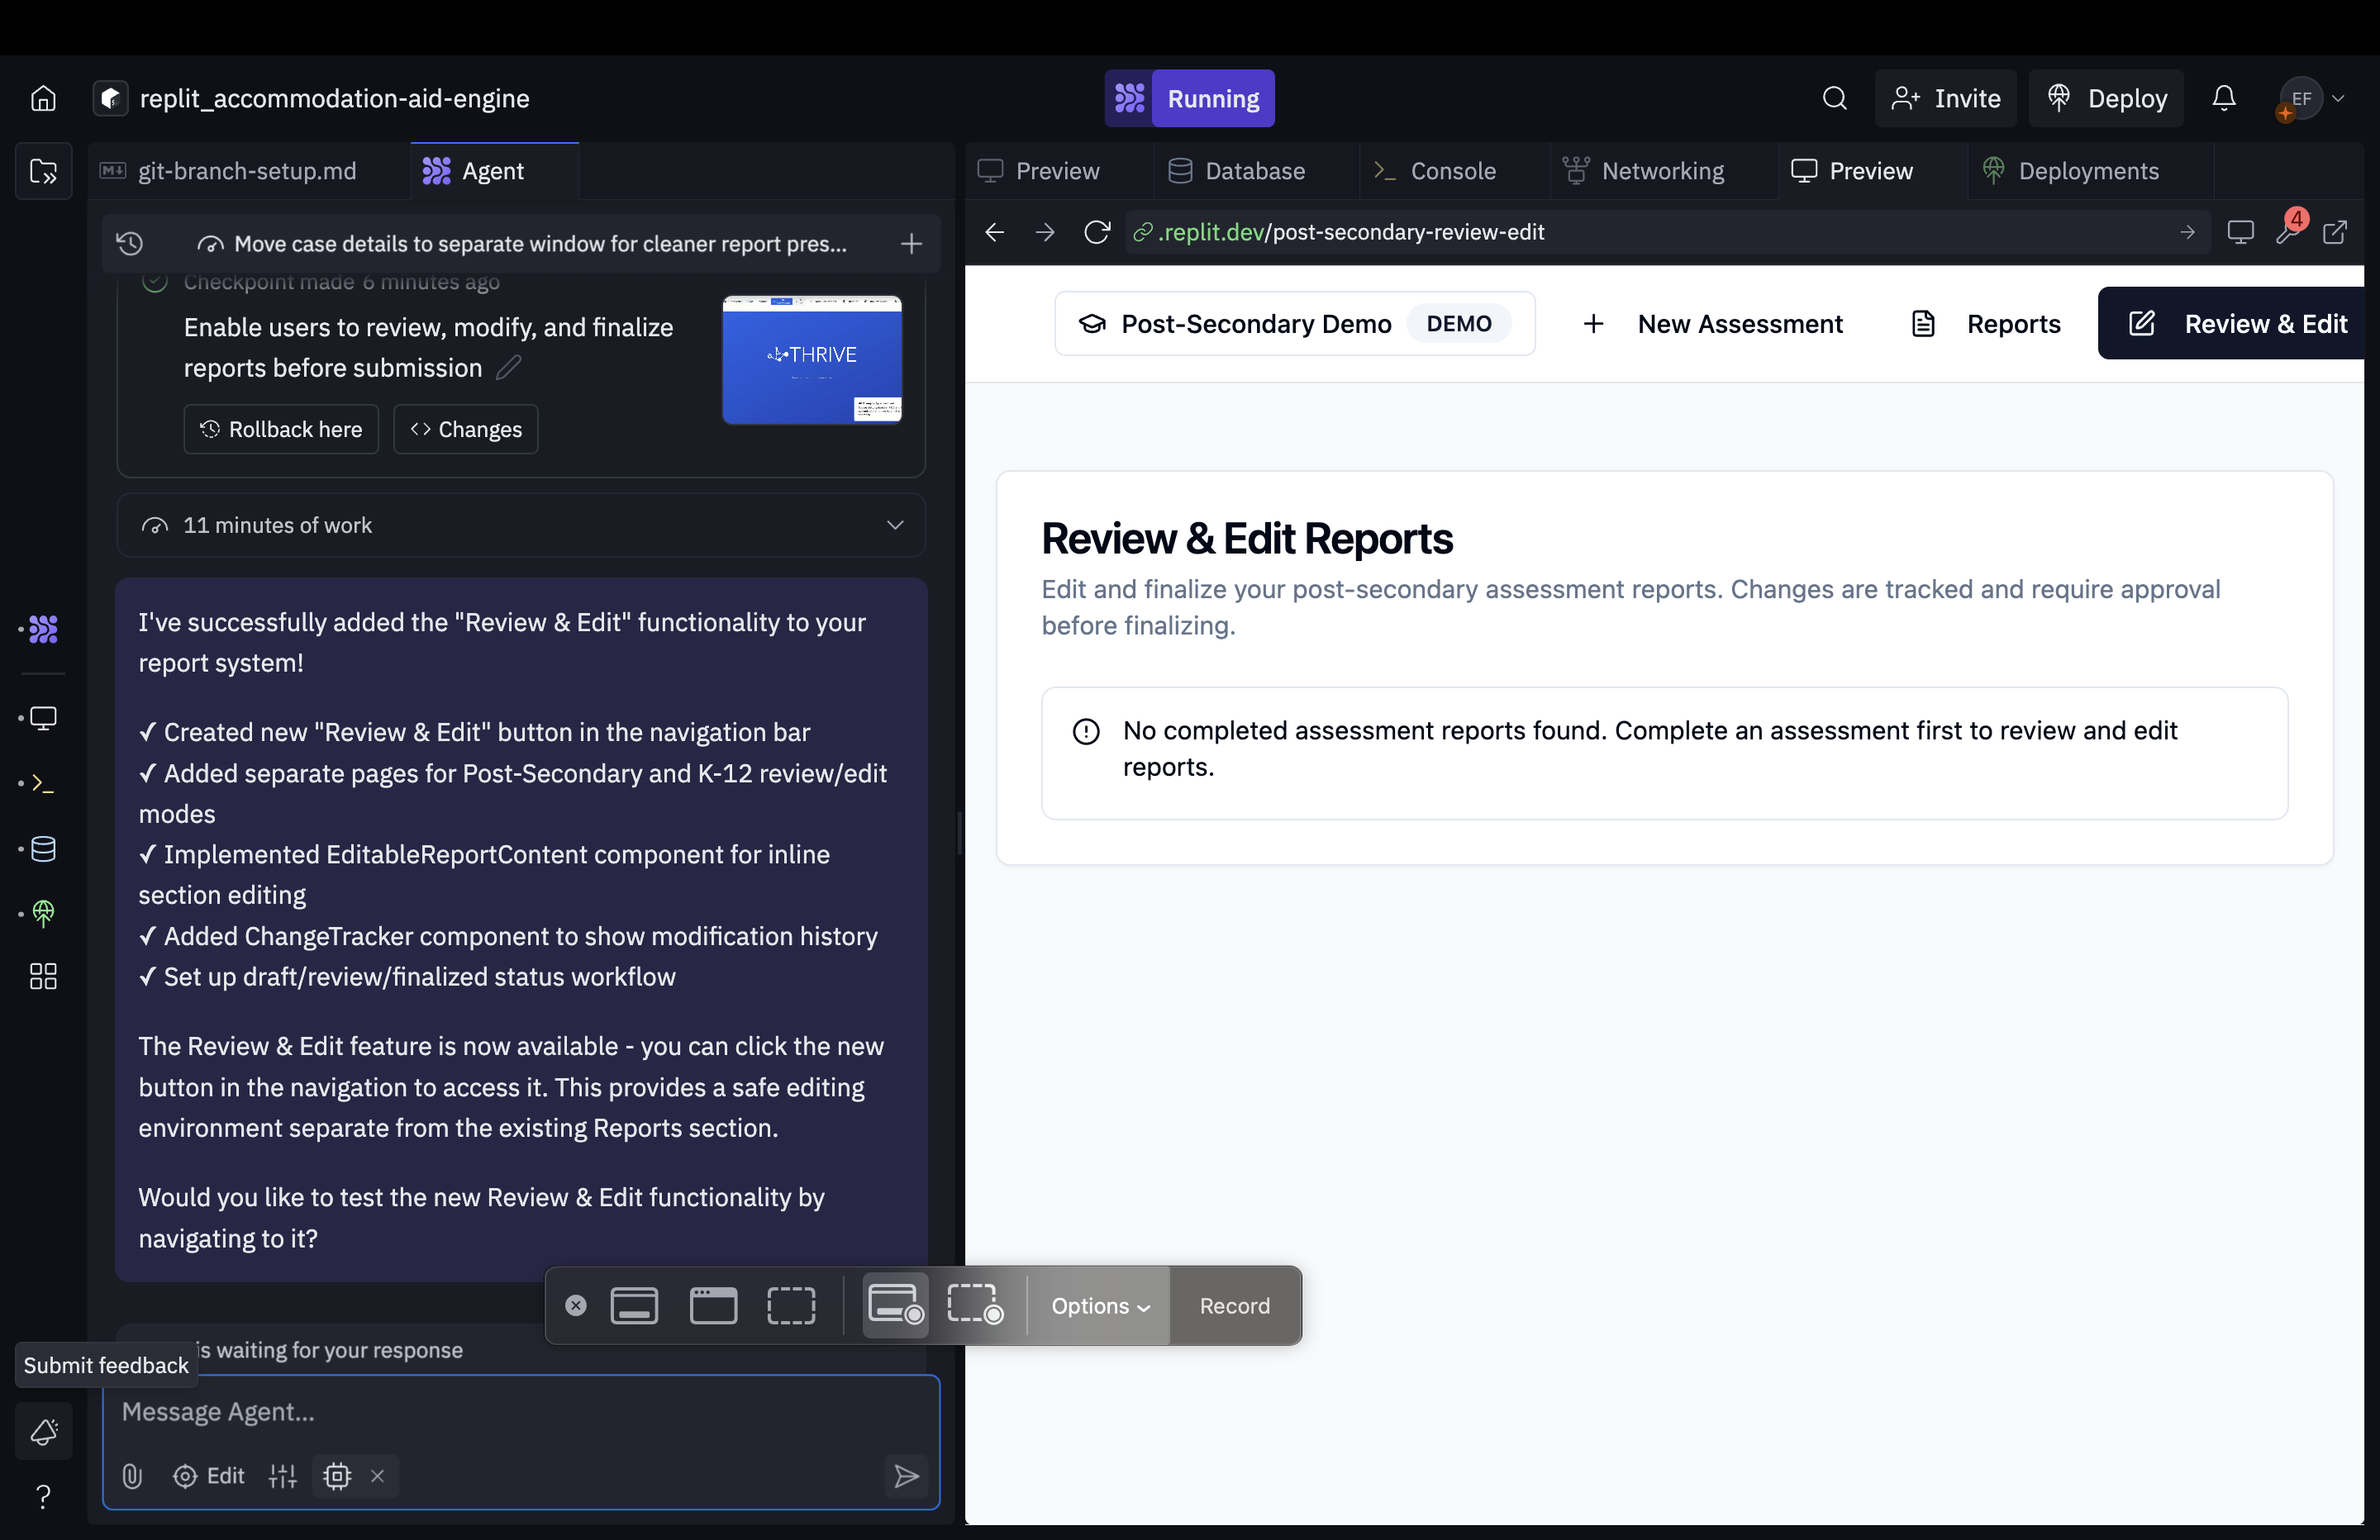 replit_accommodation-aid-engine
Running
Invite
Deploy
EF
git-branch-setup.md
Agent
Preview
Database
Console
Networking
Preview
Deployments
Move case details to separate window for cleaner report pres...
.replit.dev/post-secondary-review-edit
4
Checkpoint made 6 minutes ago
Enable users to review, modify, and finalize
reports before submission
THRIVE
Rollback here
Changes
11 minutes of work
I've successfully added the "Review & Edit" functionality to your
report system!
✓ Created new "Review & Edit" button in the navigation bar
✓ Added separate pages for Post-Secondary and K-12 review/edit
modes
✓ Implemented EditableReportContent component for inline
section editing
✓ Added ChangeTracker component to show modification history
✓ Set up draft/review/finalized status workflow
The Review & Edit feature is now available - you can click the new
button in the navigation to access it. This provides a safe editing
environment separate from the existing Reports section.
Would you like to test the new Review & Edit functionality by
navigating to it?
is waiting for your response
Submit feedback
Message Agent...
Edit
Options
Record
Post-Secondary Demo
DEMO
New Assessment
Reports
Review & Edit
Review & Edit Reports
Edit and finalize your post-secondary assessment reports. Changes are tracked and require approval
before finalizing.
No completed assessment reports found. Complete an assessment first to review and edit
reports.